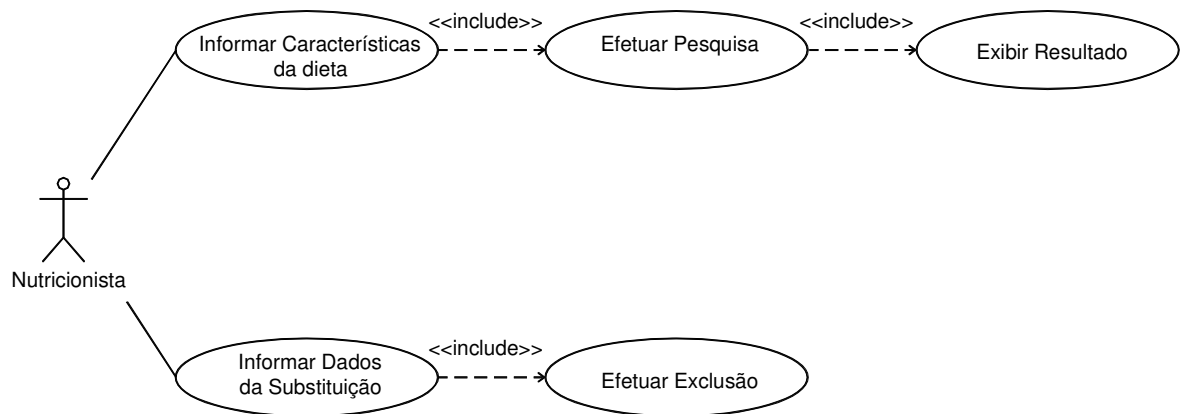 <<include>>
<<include>>
Informar Características
da dieta
Efetuar Pesquisa
Exibir Resultado
Nutricionista
<<include>>
Informar Dados
da Substituição
Efetuar Exclusão